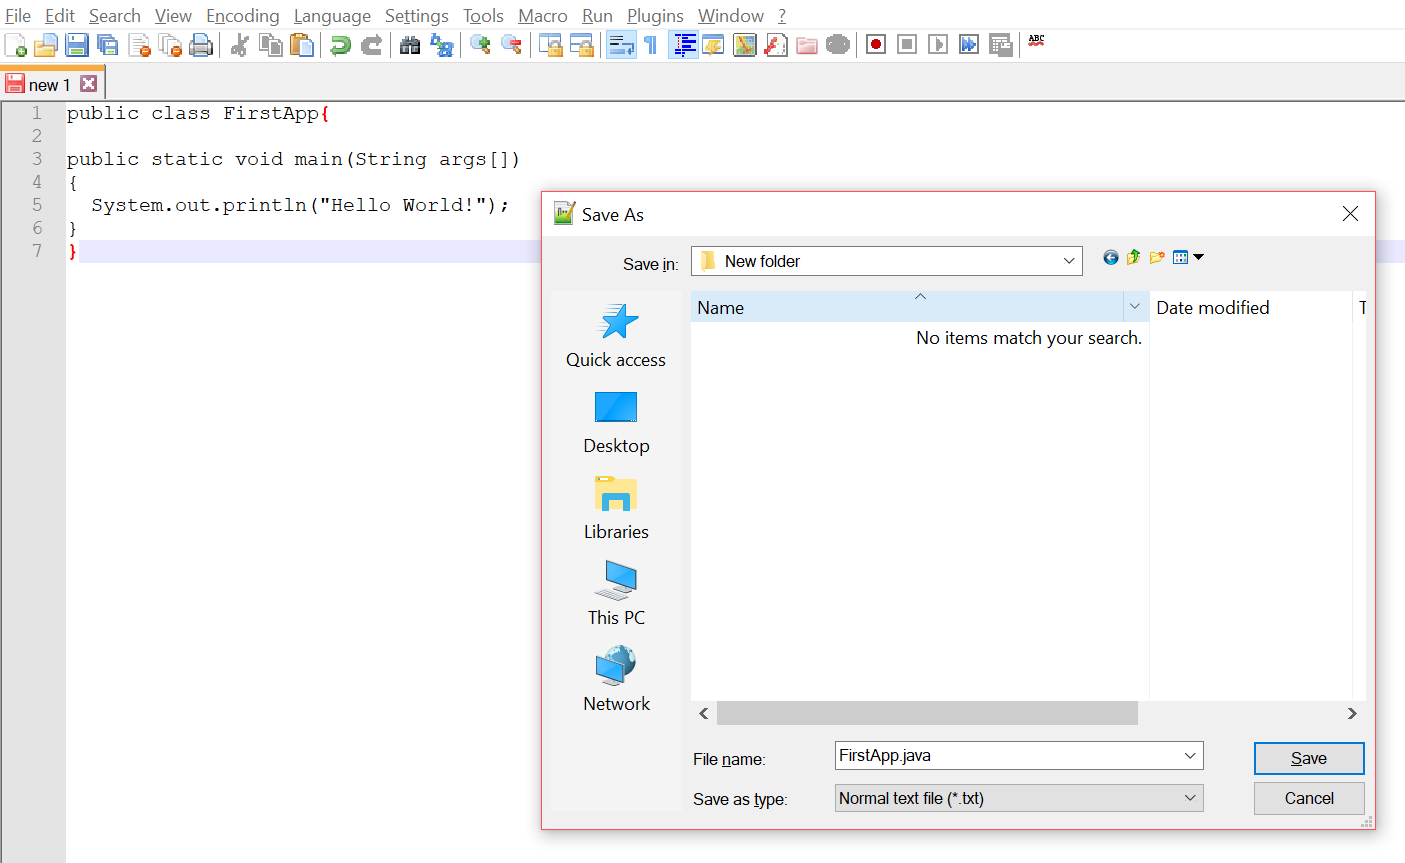 File Edit Search View Encoding Language Settings Tools Macro Run Plugins Window ?
ABC
new 1
1 public class FirstApp{
2
3 public static void main(String args[])
4 {
5 System.out.println("Hello World!");
6 }
7 }
Save As
Save in: New folder
Name Date modified T
No items match your search.
Quick access
Desktop
Libraries
This PC
Network
File name: FirstApp.java Save
Save as type: Normal text file (*.txt) Cancel